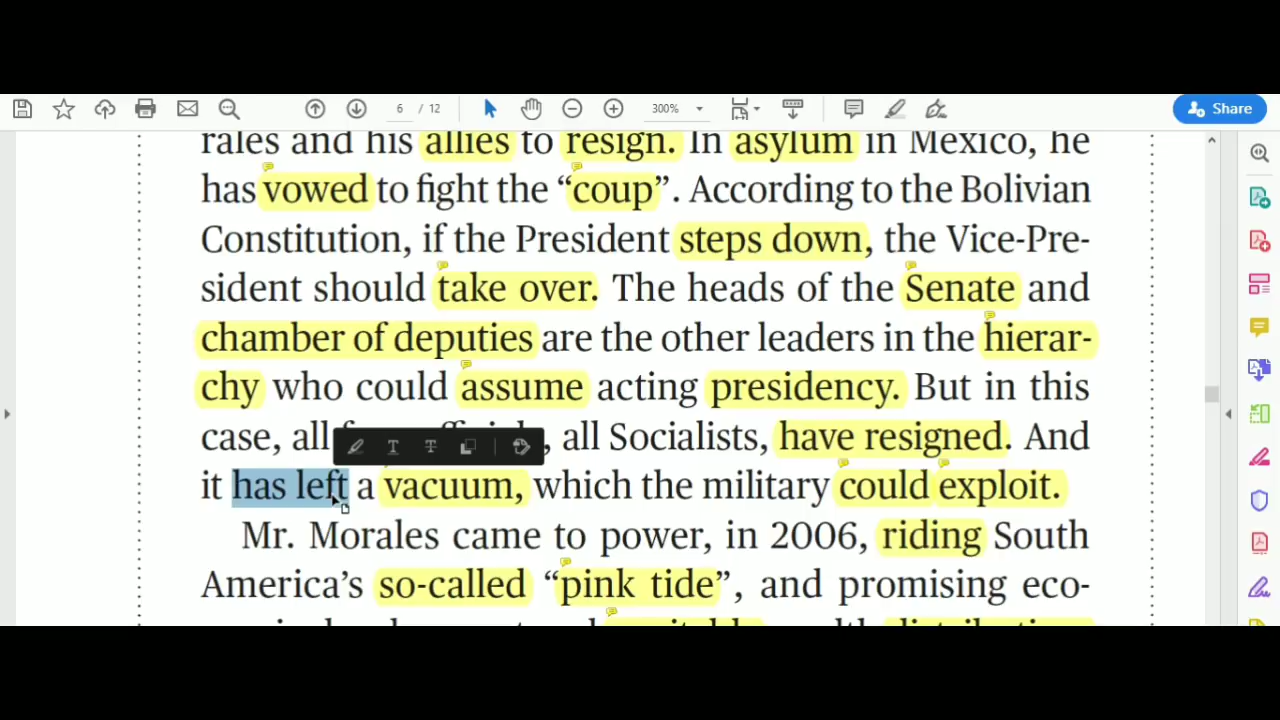 6 / 12 300% Share
rales and his allies to resign. In asylum in Mexico, he
has vowed to fight the “coup”. According to the Bolivian
Constitution, if the President steps down, the Vice-Pre-
sident should take over. The heads of the Senate and
chamber of deputies are the other leaders in the hierar-
chy who could assume acting presidency. But in this
case, all , all Socialists, have resigned. And
it has left a vacuum, which the military could exploit.
Mr. Morales came to power, in 2006, riding South
America’s so-called “pink tide”, and promising eco-